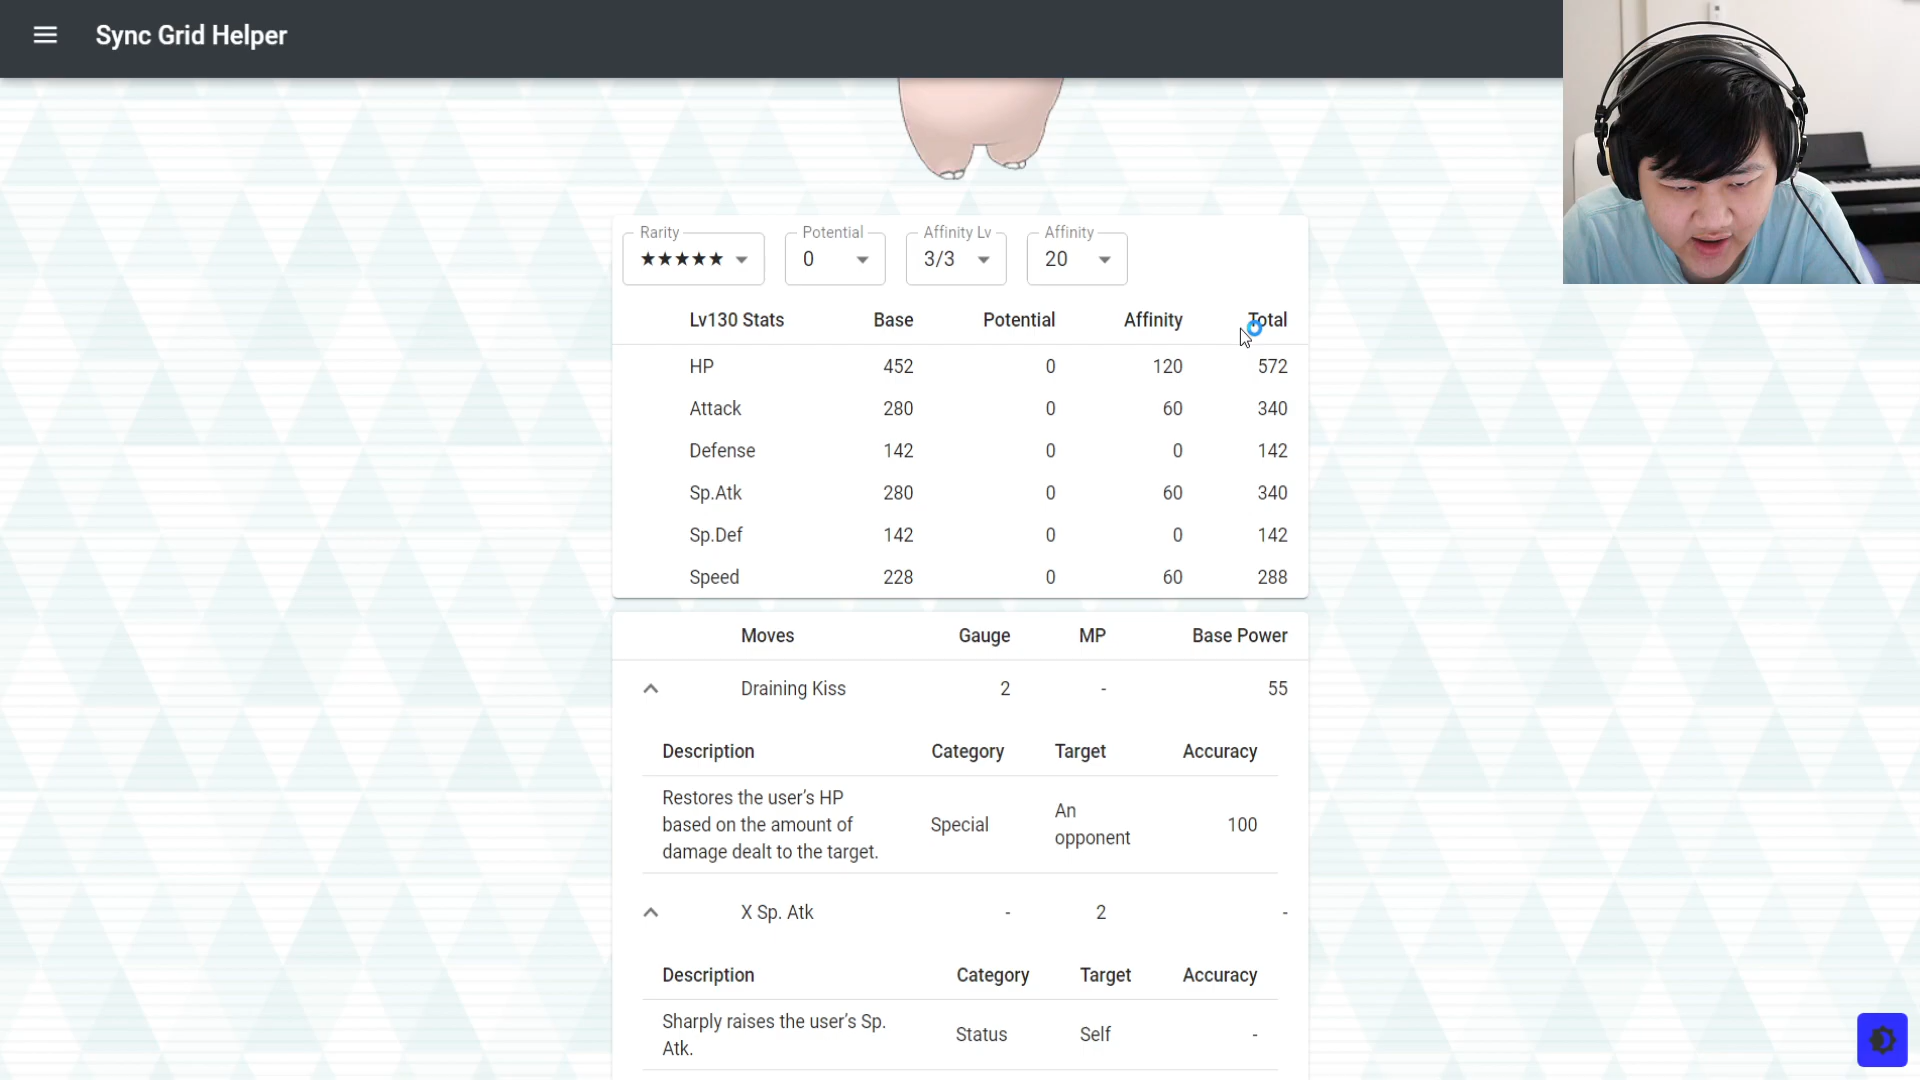 Sync Grid Helper
Rarity Potential Affinity Lv Affinity
★★★★★ 0 3/3 20
Lv130 Stats Base Potential Affinity Total
HP 452 0 120 572
Attack 280 0 60 340
Defense 142 0 0 142
Sp.Atk 280 0 60 340
Sp.Def 142 0 0 142
Speed 228 0 60 288
Moves Gauge MP Base Power
Draining Kiss 2 - 55
Description Category Target Accuracy
Restores the user’s HP
based on the amount of
damage dealt to the target.
Special
An
opponent
100
X Sp. Atk - 2 -
Description Category Target Accuracy
Sharply raises the user’s Sp.
Atk.
Status Self -